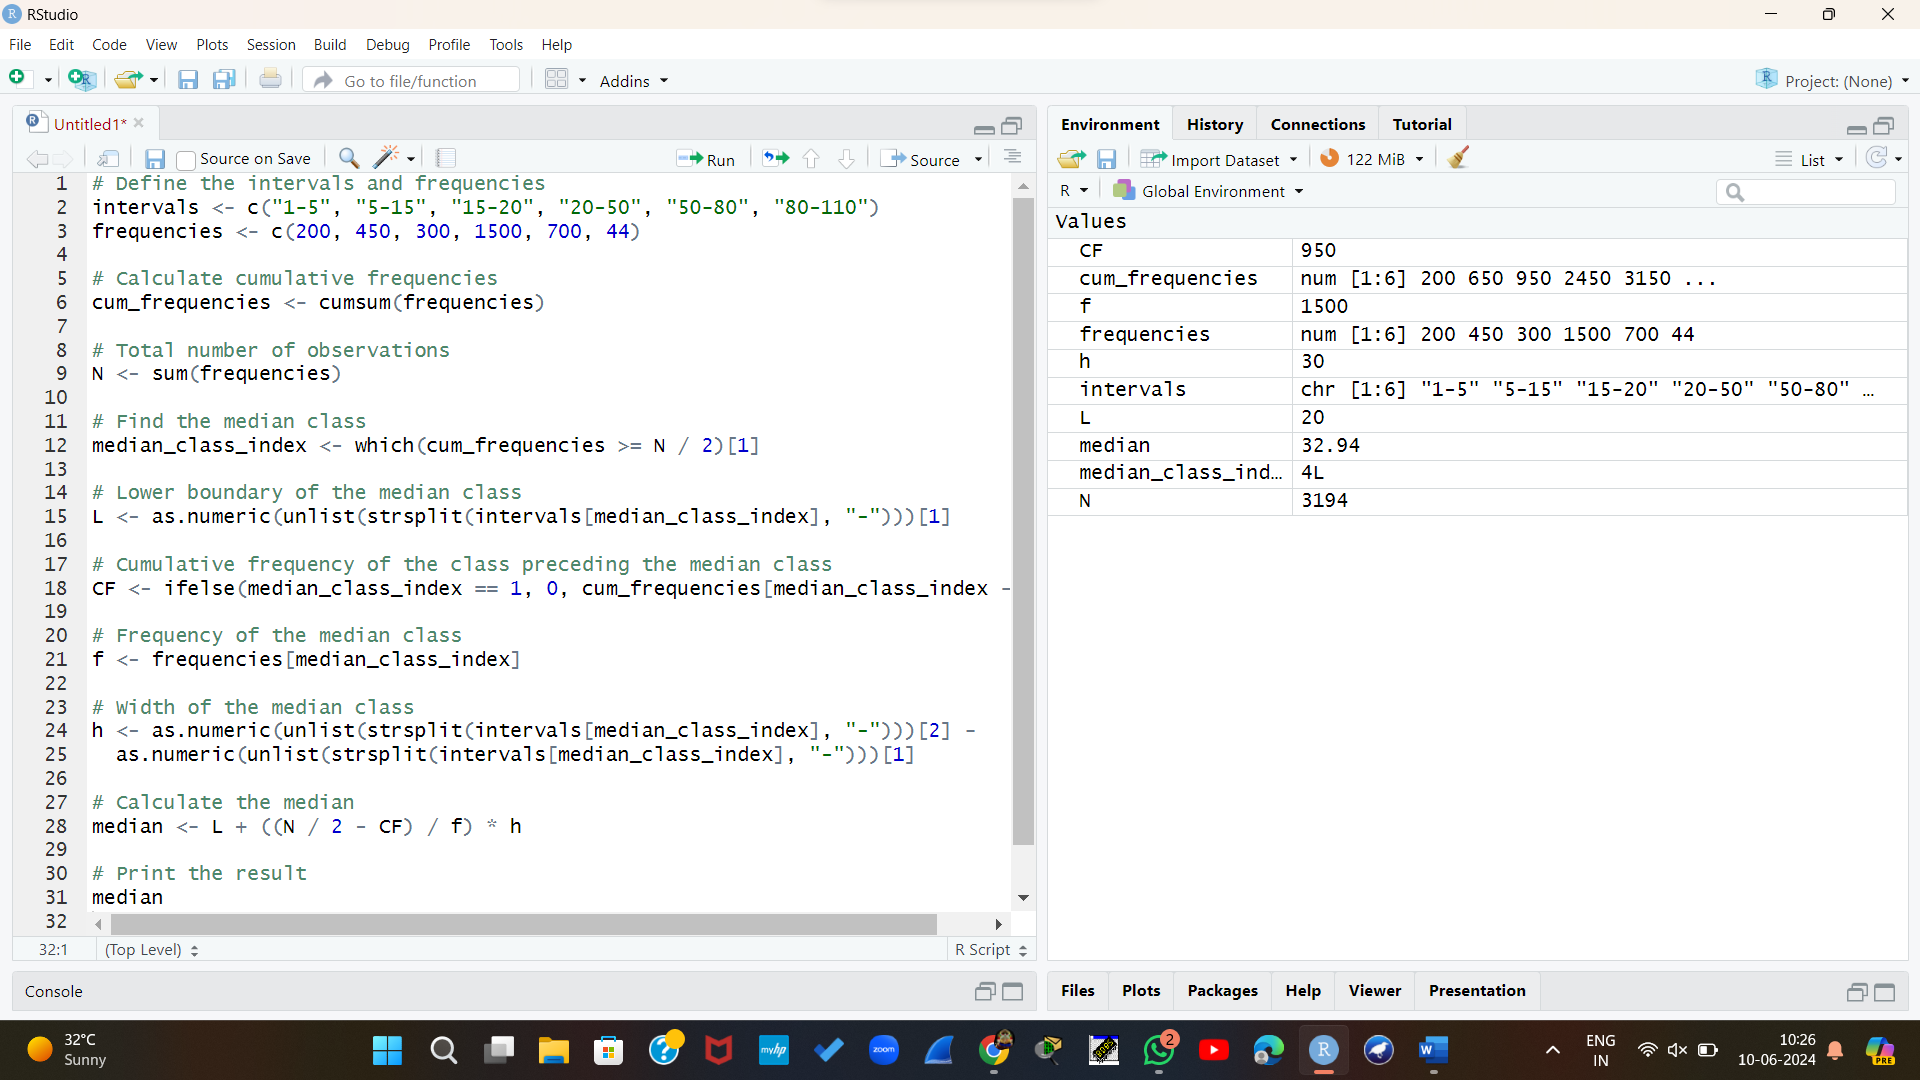 RStudio
File Edit Code View Plots Session Build Debug Profile Tools Help
Go to file/function Addins Project: (None)
Untitled1*
Source on Save Run Source
1 # Define the intervals and frequencies
2 intervals <- c("1-5", "5-15", "15-20", "20-50", "50-80", "80-110")
3 frequencies <- c(200, 450, 300, 1500, 700, 44)
4
5 # Calculate cumulative frequencies
6 cum_frequencies <- cumsum(frequencies)
7
8 # Total number of observations
9 N <- sum(frequencies)
10
11 # Find the median class
12 median_class_index <- which(cum_frequencies >= N / 2)[1]
13
14 # Lower boundary of the median class
15 L <- as.numeric(unlist(strsplit(intervals[median_class_index], "-")))[1]
16
17 # Cumulative frequency of the class preceding the median class
18 CF <- ifelse(median_class_index == 1, 0, cum_frequencies[median_class_index -
19
20 # Frequency of the median class
21 f <- frequencies[median_class_index]
22
23 # Width of the median class
24 h <- as.numeric(unlist(strsplit(intervals[median_class_index], "-")))[2] -
25 as.numeric(unlist(strsplit(intervals[median_class_index], "-")))[1]
26
27 # Calculate the median
28 median <- L + ((N / 2 - CF) / f) * h
29
30 # Print the result
31 median
32
32:1 (Top Level) R Script
Console
Environment History Connections Tutorial
Import Dataset 122 MiB List
R Global Environment
Values
CF 950
cum_frequencies num [1:6] 200 650 950 2450 3150 ...
f 1500
frequencies num [1:6] 200 450 300 1500 700 44
h 30
intervals chr [1:6] "1-5" "5-15" "15-20" "20-50" "50-80" …
L 20
median 32.94
median_class_ind… 4L
N 3194
Files Plots Packages Help Viewer Presentation
32°C
Sunny
myhp
zoom
2
ENG
IN
10:26
10-06-2024
PRE